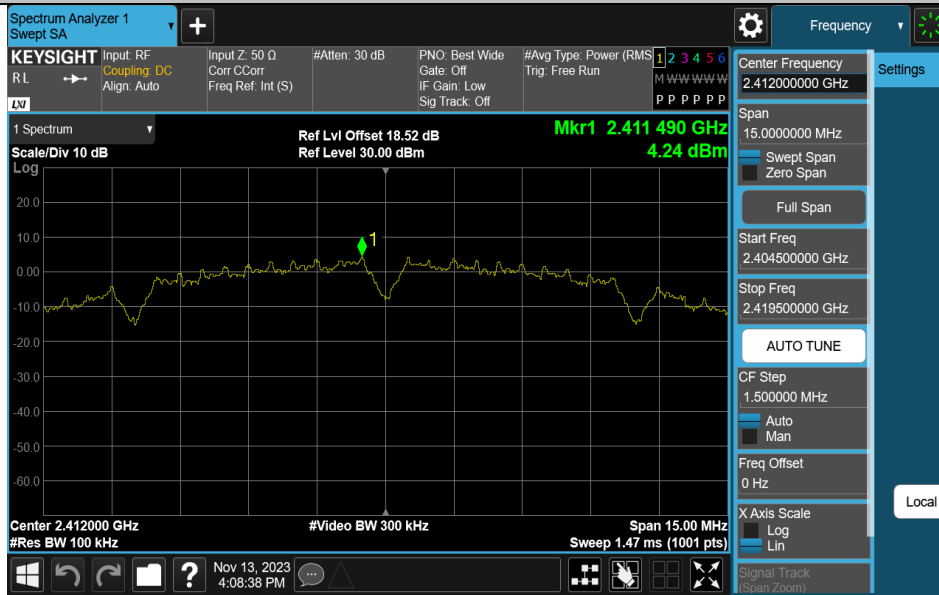 Spectrum Analyzer 1
Swept SA
+
Frequency
KEYSIGHT
RL
LXI
Input: RF
Coupling: DC
Align: Auto
Input Z: 50 Ω
Corr CCorr
Freq Ref: Int (S)
#Atten: 30 dB
PNO: Best Wide
Gate: Off
IF Gain: Low
Sig Track: Off
#Avg Type: Power (RMS
Trig: Free Run
1 2 3 4 5 6
M W W W W W
P P P P P P
1 Spectrum
Scale/Div 10 dB
Log
Ref Lvl Offset 18.52 dB
Ref Level 30.00 dBm
Mkr1 2.411 490 GHz
4.24 dBm
20.0
10.0
0.00
-10.0
-20.0
-30.0
-40.0
-50.0
-60.0
1
Center 2.412000 GHz
#Video BW 300 kHz
Span 15.00 MHz
#Res BW 100 kHz
Sweep 1.47 ms (1001 pts)
Nov 13, 2023
4:08:38 PM
?
Center Frequency
2.412000000 GHz
Span
15.0000000 MHz
Swept Span
Zero Span
Full Span
Start Freq
2.404500000 GHz
Stop Freq
2.419500000 GHz
AUTO TUNE
CF Step
1.500000 MHz
Auto
Man
Freq Offset
0 Hz
X Axis Scale
Log
Lin
Signal Track
(Span Zoom)
Settings
Local